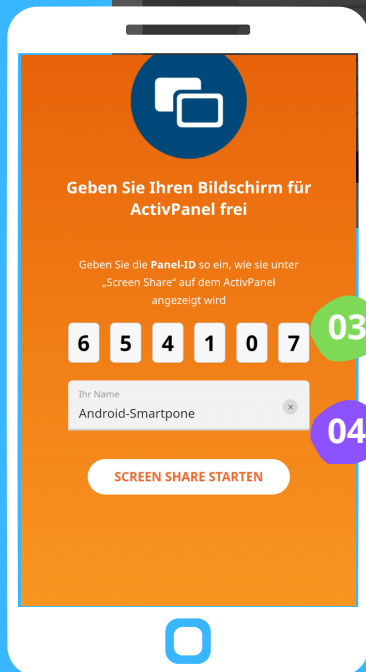 Geben Sie Ihren Bildschirm für
ActivPanel frei
Geben Sie die Panel-ID so ein, wie sie unter
„Screen Share“ auf dem ActivPanel
angezeigt wird
6 5 4 1 0 7
03
Ihr Name
Android-Smartpone
04
SCREEN SHARE STARTEN